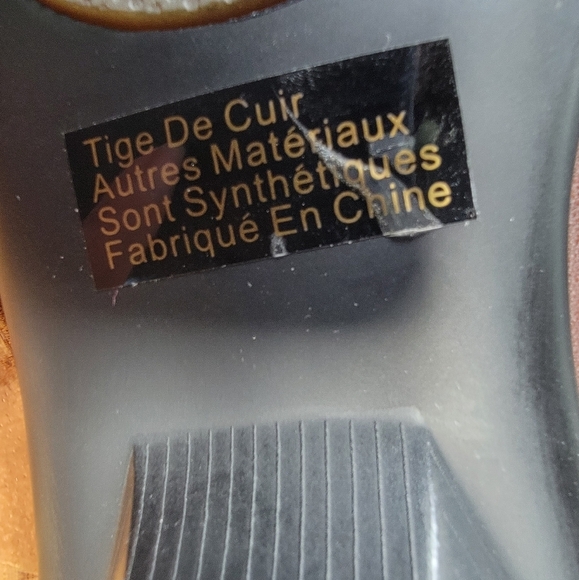 Tige De Cuir
Autres Matériaux
Sont Synthétiques
Fabriqué En Chine